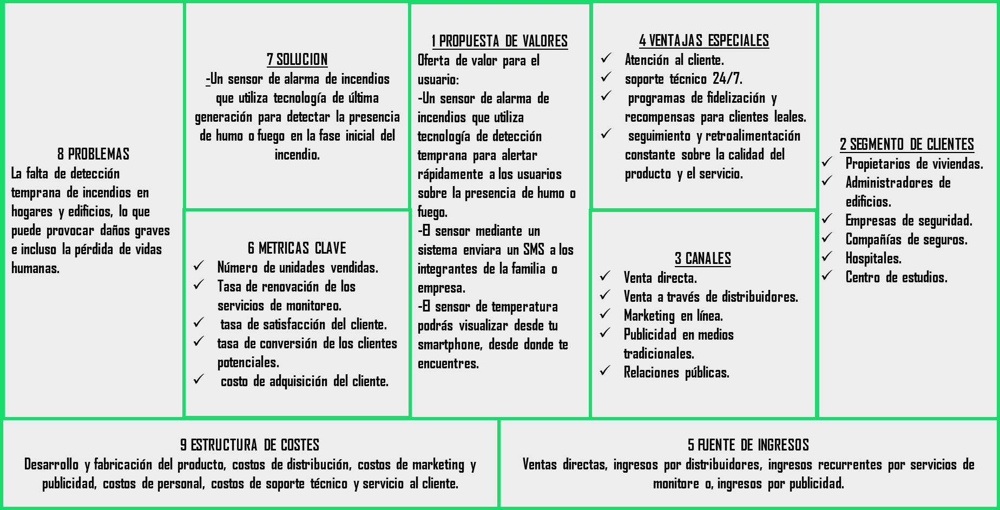 8 PROBLEMAS
La falta de detección
temprana de incendios en
hogares y edificios, lo que
puede provocar daños graves
e incluso la pérdida de vidas
humanas.
7 SOLUCION
-Un sensor de alarma de incendios
que utiliza tecnología de última
generación para detectar la presencia
de humo o fuego en la fase inicial del
incendio.
6 METRICAS CLAVE
✓ Número de unidades vendidas.
✓ Tasa de renovación de los
servicios de monitoreo.
✓ tasa de satisfacción del cliente.
✓ tasa de conversión de los clientes
potenciales.
✓ costo de adquisición del cliente.
1 PROPUESTA DE VALORES
Oferta de valor para el
usuario:
-Un sensor de alarma de
incendios que utiliza
tecnología de detección
temprana para alertar
rápidamente a los usuarios
sobre la presencia de humo o
fuego.
-El sensor mediante un
sistema enviara un SMS a los
integrantes de la familia o
empresa.
-El sensor de temperatura
podrás visualizar desde tu
smartphone, desde donde te
encuentres.
4 VENTAJAS ESPECIALES
✓ Atención al cliente.
✓ soporte técnico 24/7.
✓ programas de fidelización y
recompensas para clientes leales.
✓ seguimiento y retroalimentación
constante sobre la calidad del
producto y el servicio.
3 CANALES
✓ Venta directa.
✓ Venta a través de distribuidores.
✓ Marketing en línea.
✓ Publicidad en medios
tradicionales.
✓ Relaciones públicas.
2 SEGMENTO DE CLIENTES
✓ Propietarios de viviendas.
✓ Administradores de
edificios.
✓ Empresas de seguridad.
✓ Compañías de seguros.
✓ Hospitales.
✓ Centro de estudios.
9 ESTRUCTURA DE COSTES
Desarrollo y fabricación del producto, costos de distribución, costos de marketing y
publicidad, costos de personal, costos de soporte técnico y servicio al cliente.
5 FUENTE DE INGRESOS
Ventas directas, ingresos por distribuidores, ingresos recurrentes por servicios de
monitore o, ingresos por publicidad.